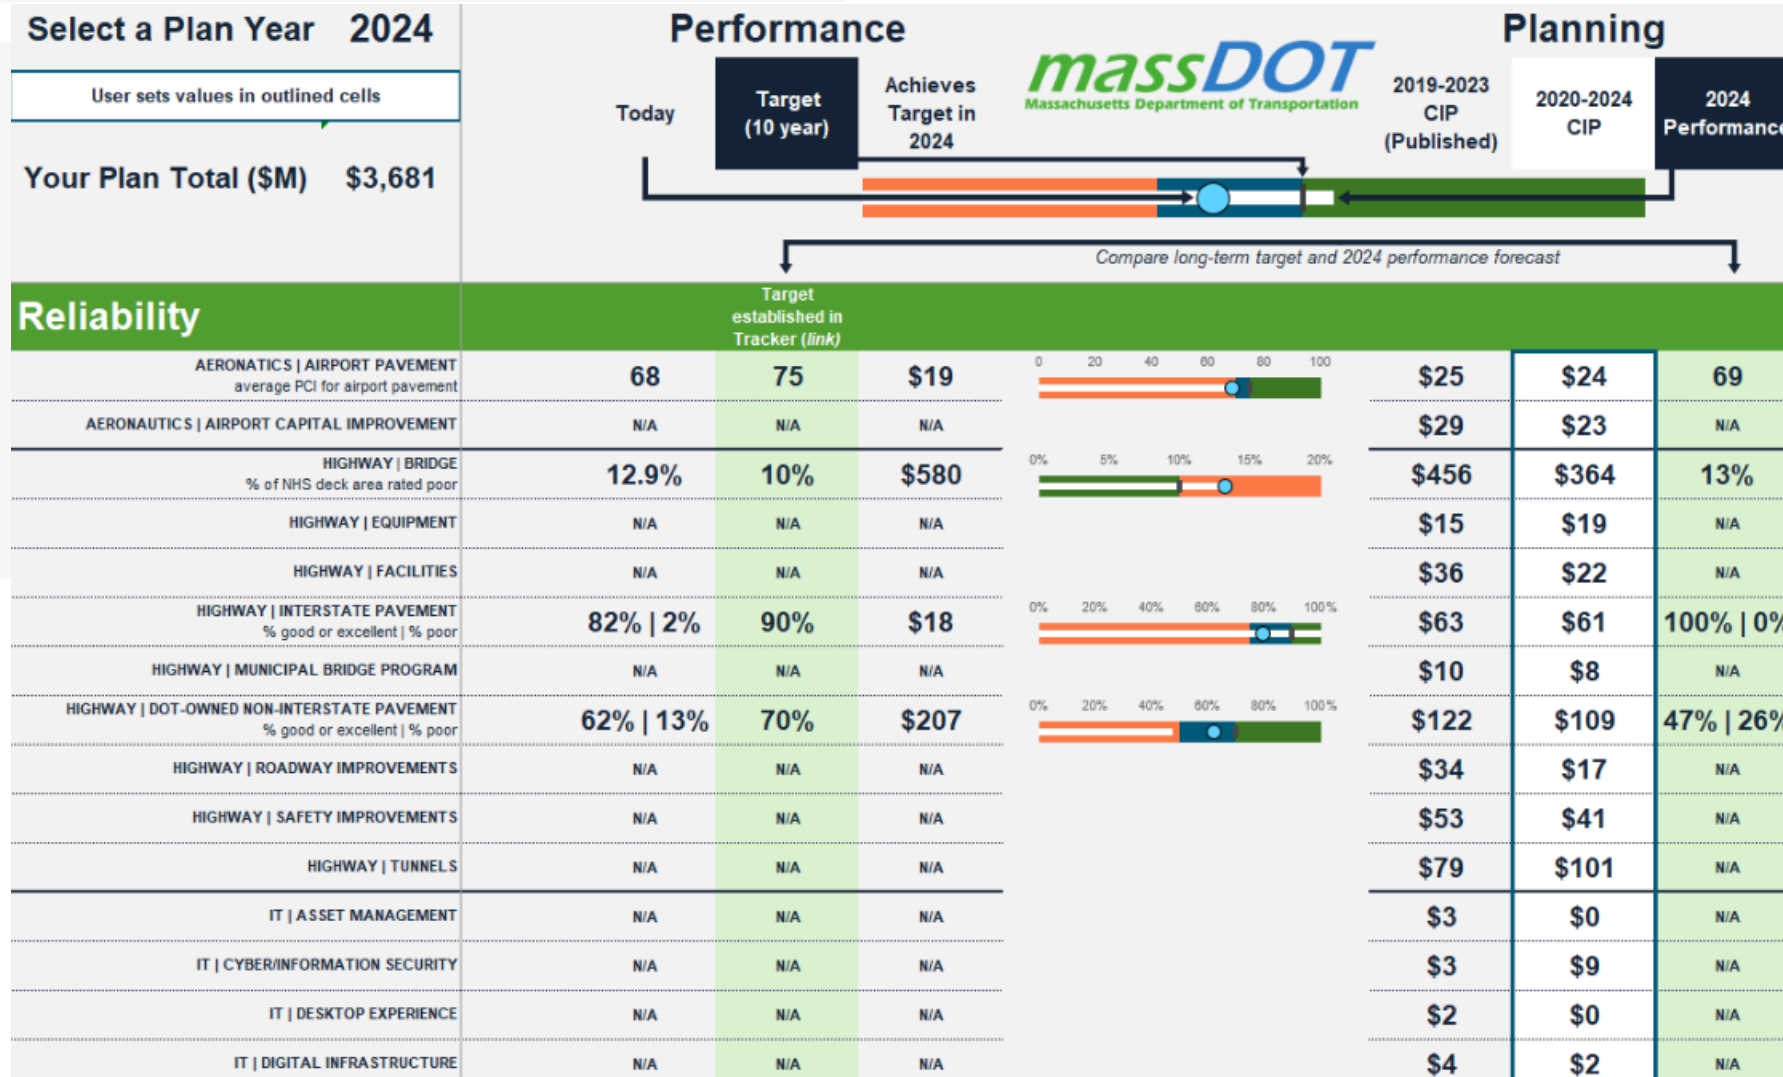 Select a Plan Year 2024
User sets values in outlined cells
Your Plan Total ($M) $3,681
Performance
Planning
Today
Target
(10 year)
Achieves
Target in
2024
massDOT
Massachusetts Department of Transportation
2019-2023
CIP
(Published)
2020-2024
CIP
2024
Performance
Compare long-term target and 2024 performance forecast
Reliability
Target
established in
Tracker (link)
AERONATICS | AIRPORT PAVEMENT
average PCI for airport pavement
68 75 $19
0 20 40 60 80 100
$25 $24 69
AERONAUTICS | AIRPORT CAPITAL IMPROVEMENT
N/A N/A N/A $29 $23 N/A
HIGHWAY | BRIDGE
% of NHS deck area rated poor
12.9% 10% $580
0% 5% 10% 15% 20%
$456 $364 13%
HIGHWAY | EQUIPMENT N/A N/A N/A $15 $19 N/A
HIGHWAY | FACILITIES N/A N/A N/A $36 $22 N/A
HIGHWAY | INTERSTATE PAVEMENT
% good or excellent | % poor
82% | 2% 90% $18
0% 20% 40% 60% 80% 100%
$63 $61 100% | 0%
HIGHWAY | MUNICIPAL BRIDGE PROGRAM N/A N/A N/A $10 $8 N/A
HIGHWAY | DOT-OWNED NON-INTERSTATE PAVEMENT
% good or excellent | % poor
62% | 13% 70% $207
0% 20% 40% 60% 80% 100%
$122 $109 47% | 26%
HIGHWAY | ROADWAY IMPROVEMENTS N/A N/A N/A $34 $17 N/A
HIGHWAY | SAFETY IMPROVEMENTS N/A N/A N/A $53 $41 N/A
HIGHWAY | TUNNELS N/A N/A N/A $79 $101 N/A
IT | ASSET MANAGEMENT N/A N/A N/A $3 $0 N/A
IT | CYBER/INFORMATION SECURITY N/A N/A N/A $3 $9 N/A
IT | DESKTOP EXPERIENCE N/A N/A N/A $2 $0 N/A
IT | DIGITAL INFRASTRUCTURE N/A N/A N/A $4 $2 N/A